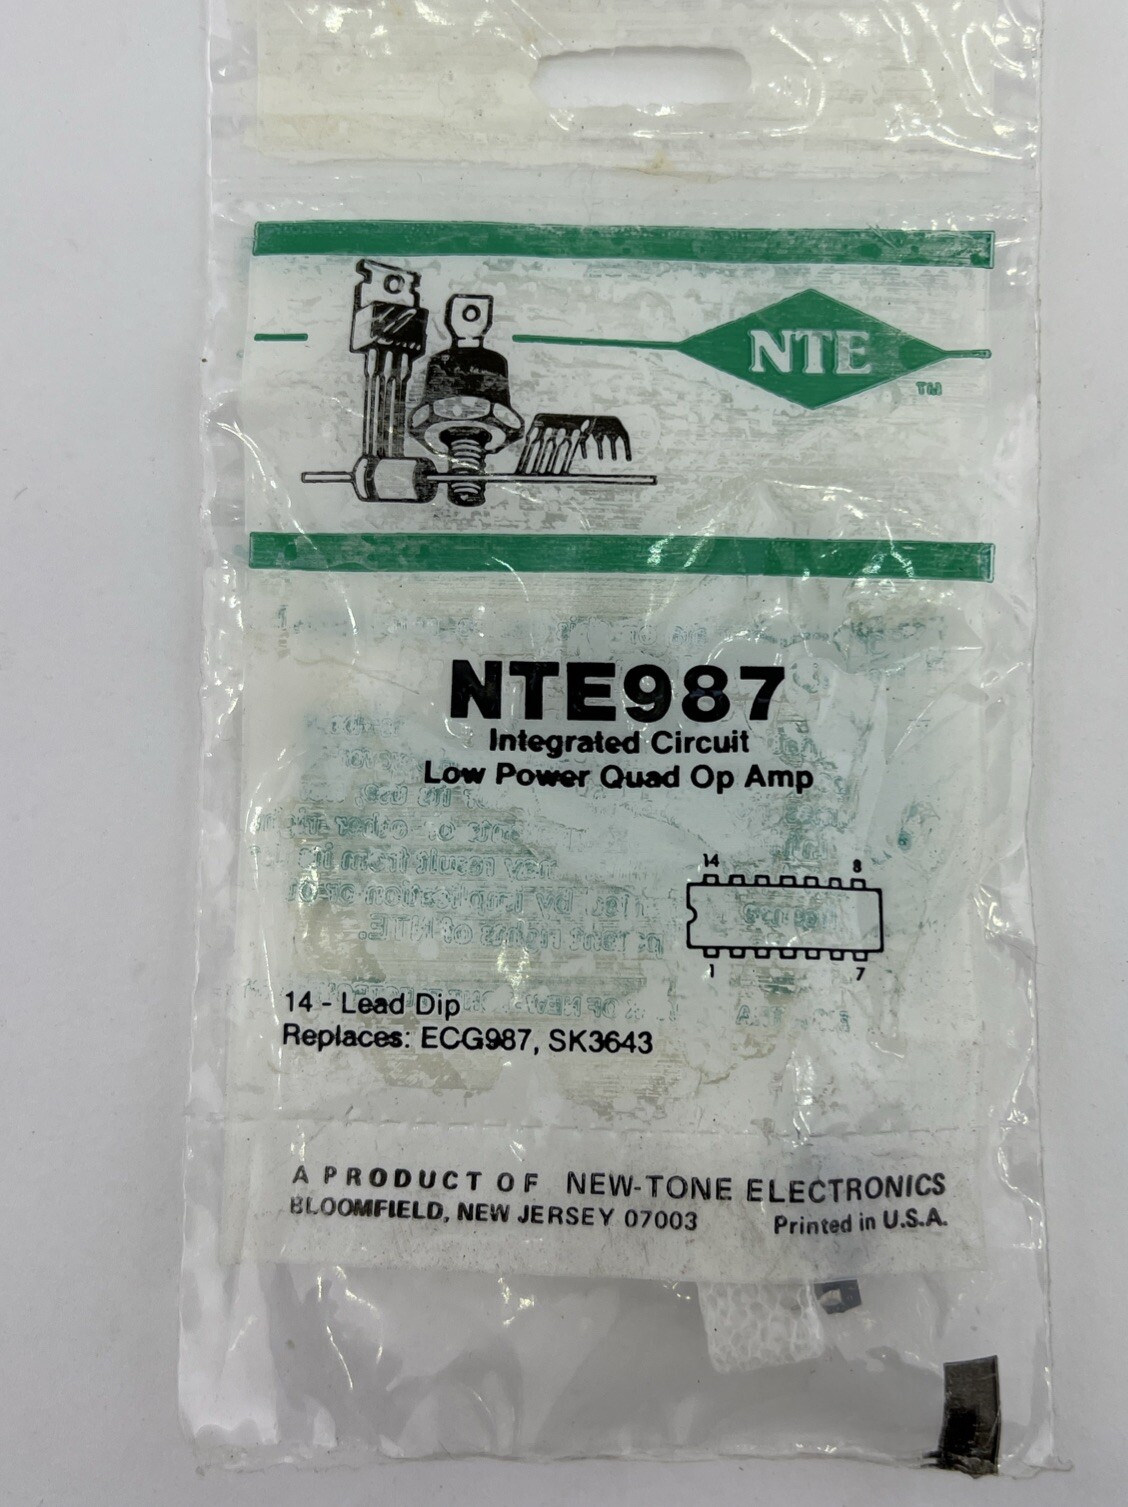 NTE
TM
NTE987
Integrated Circuit
Low Power Quad Op Amp
14 8
1 7
14 - Lead Dip
Replaces: ECG987, SK3643
A PRODUCT OF NEW-TONE ELECTRONICS
BLOOMFIELD, NEW JERSEY 07003 Printed in U.S.A.